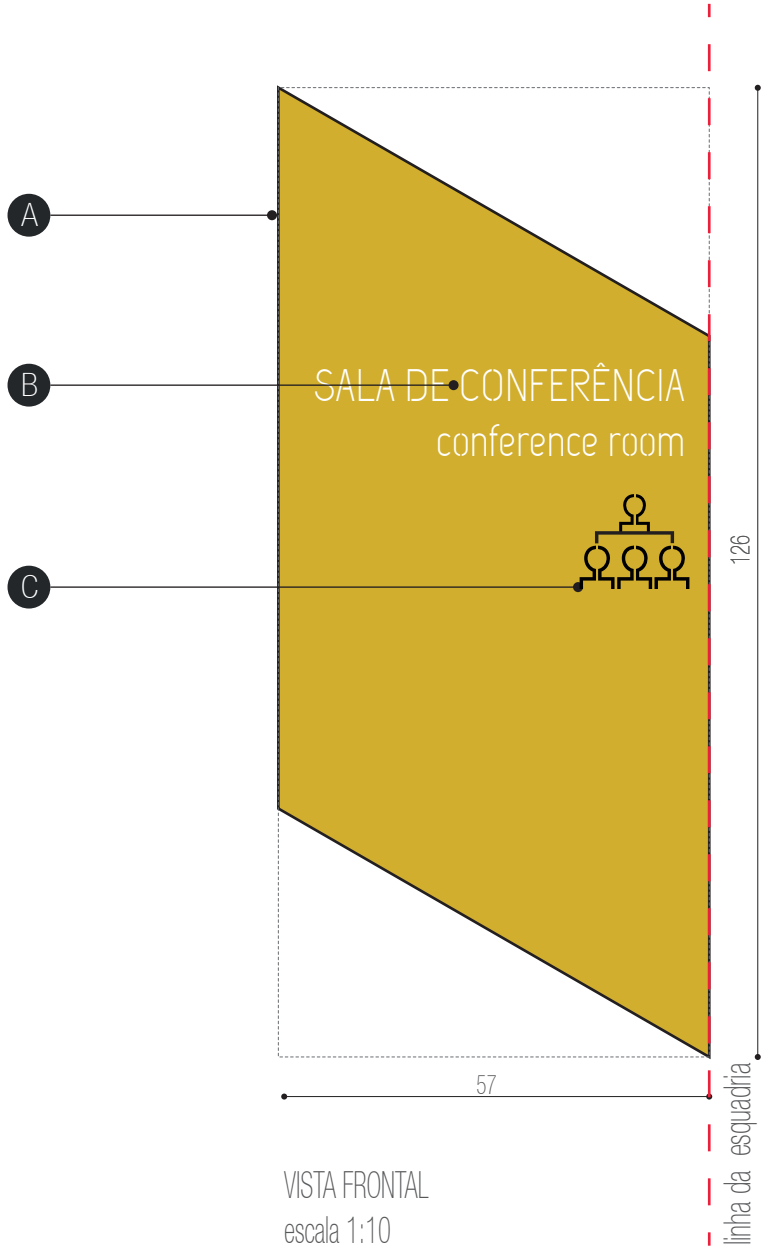 A
B
SALA DE CONFERÊNCIA
conference room
C
126
57
linha da esquadria
VISTA FRONTAL
escala 1:10